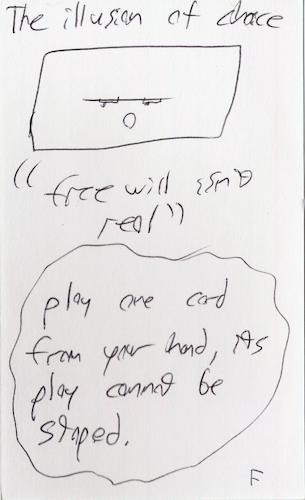 The illusion of choice
"free will isn't
real"
play one card
from your hand, its
play cannot be
stoped.
F